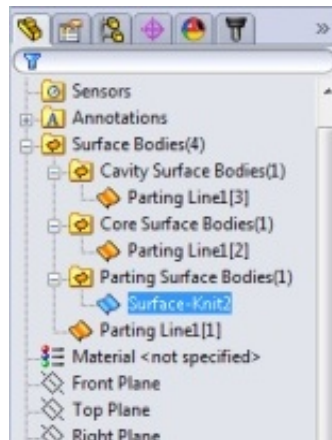 »
Sensors
Annotations
Surface Bodies(4)
Cavity Surface Bodies(1)
Parting Line1[3]
Core Surface Bodies(1)
Parting Line1[2]
Parting Surface Bodies(1)
Surface-Knit2
Parting Line1[1]
Material <not specified>
Front Plane
Top Plane
Right Plane